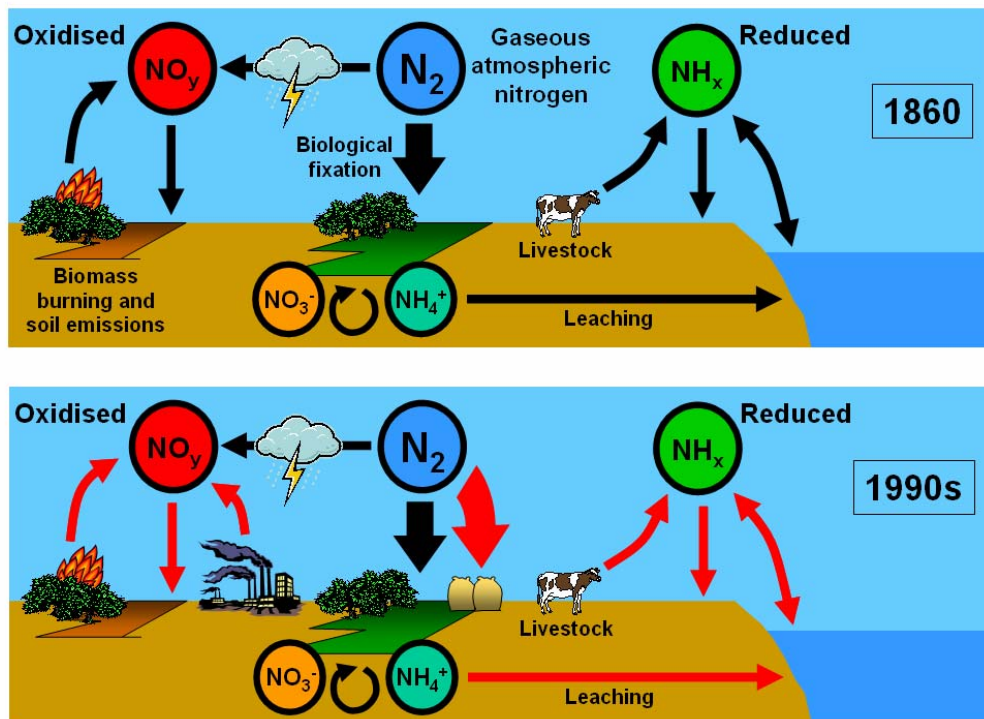 Oxidised
NOy
N2
Gaseous
atmospheric
nitrogen
NHx
Reduced
1860
Biological
fixation
Livestock
Biomass
burning and
soil emissions
NO3-
NH4+
Leaching
Oxidised
NOy
N2
NHx
Reduced
1990s
Livestock
NO3-
NH4+
Leaching